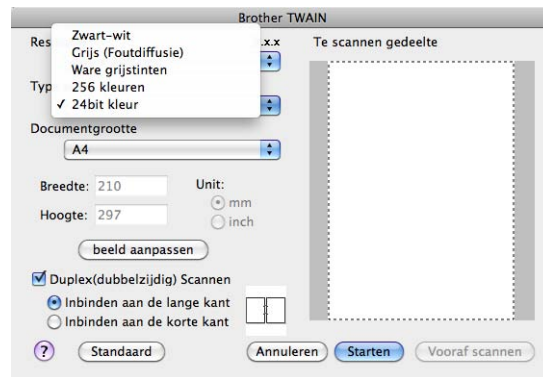 Brother TWAIN
Res
.x.x
Te scannen gedeelte
Zwart-wit
Grijs (Foutdiffusie)
Ware grijstinten
Typ
256 kleuren
✓ 24bit kleur
Documentgrootte
A4
Breedte: 210
Unit:
mm
Hoogte: 297
inch
beeld aanpassen
Duplex(dubbelzijdig) Scannen
Inbinden aan de lange kant
Inbinden aan de korte kant
? Standaard Annuleren Starten Vooraf scannen